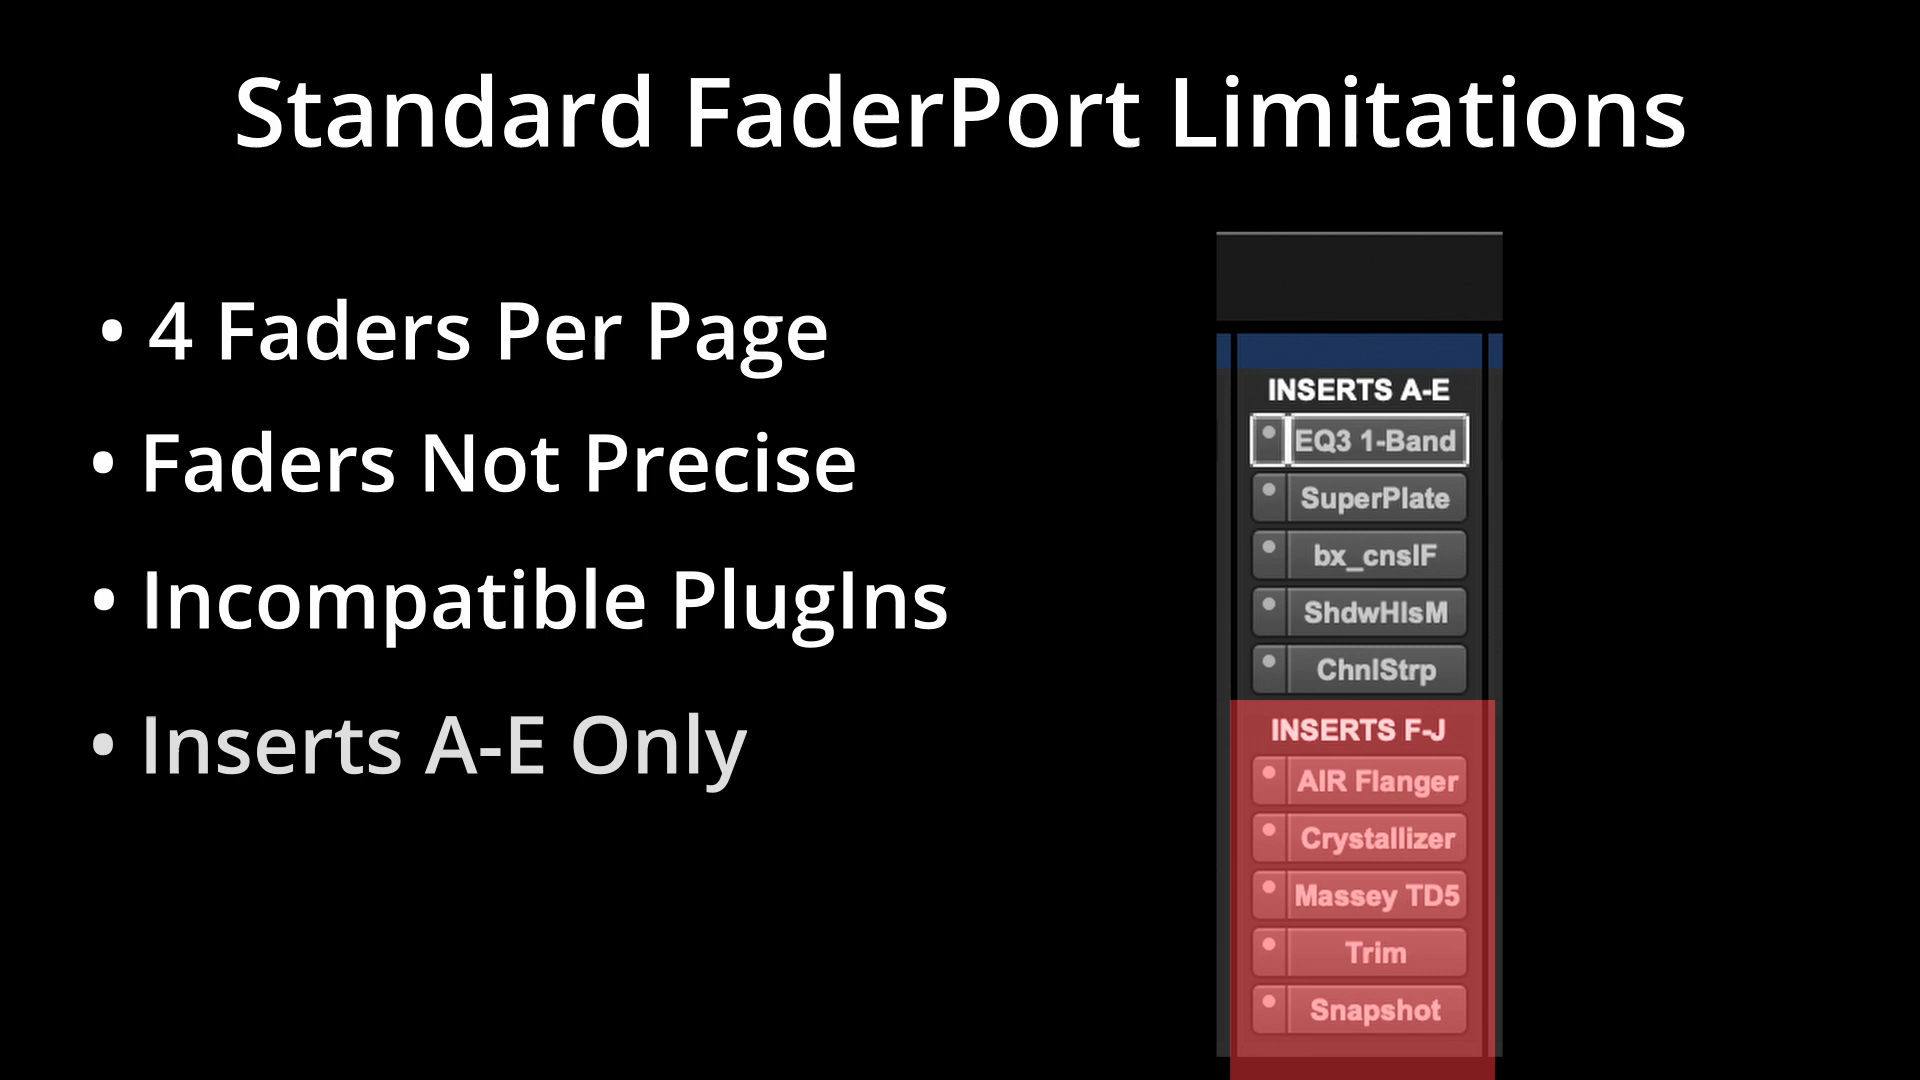 Standard FaderPort Limitations
• 4 Faders Per Page
• Faders Not Precise
• Incompatible PlugIns
• Inserts A-E Only
INSERTS A-E
EQ3 1-Band
SuperPlate
bx_cnslF
ShdwHlsM
ChnlStrp
INSERTS F-J
AIR Flanger
Crystallizer
Massey TD5
Trim
Snapshot